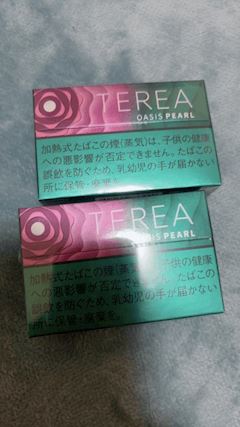 TEREA
OASIS PEARL
加熱式たばこの煙(蒸気)は、子供の健康
への悪影響が否定できません。たばこの
誤飲を防ぐため、乳幼児の手が届かない
所に保管・廃棄を。
TEREA
OASIS PEARL
加熱式たばこの煙(蒸気)は、子供の健康
への悪影響が否定できません。たばこの
誤飲を防ぐため、乳幼児の手が届かない
所に保管・廃棄を。